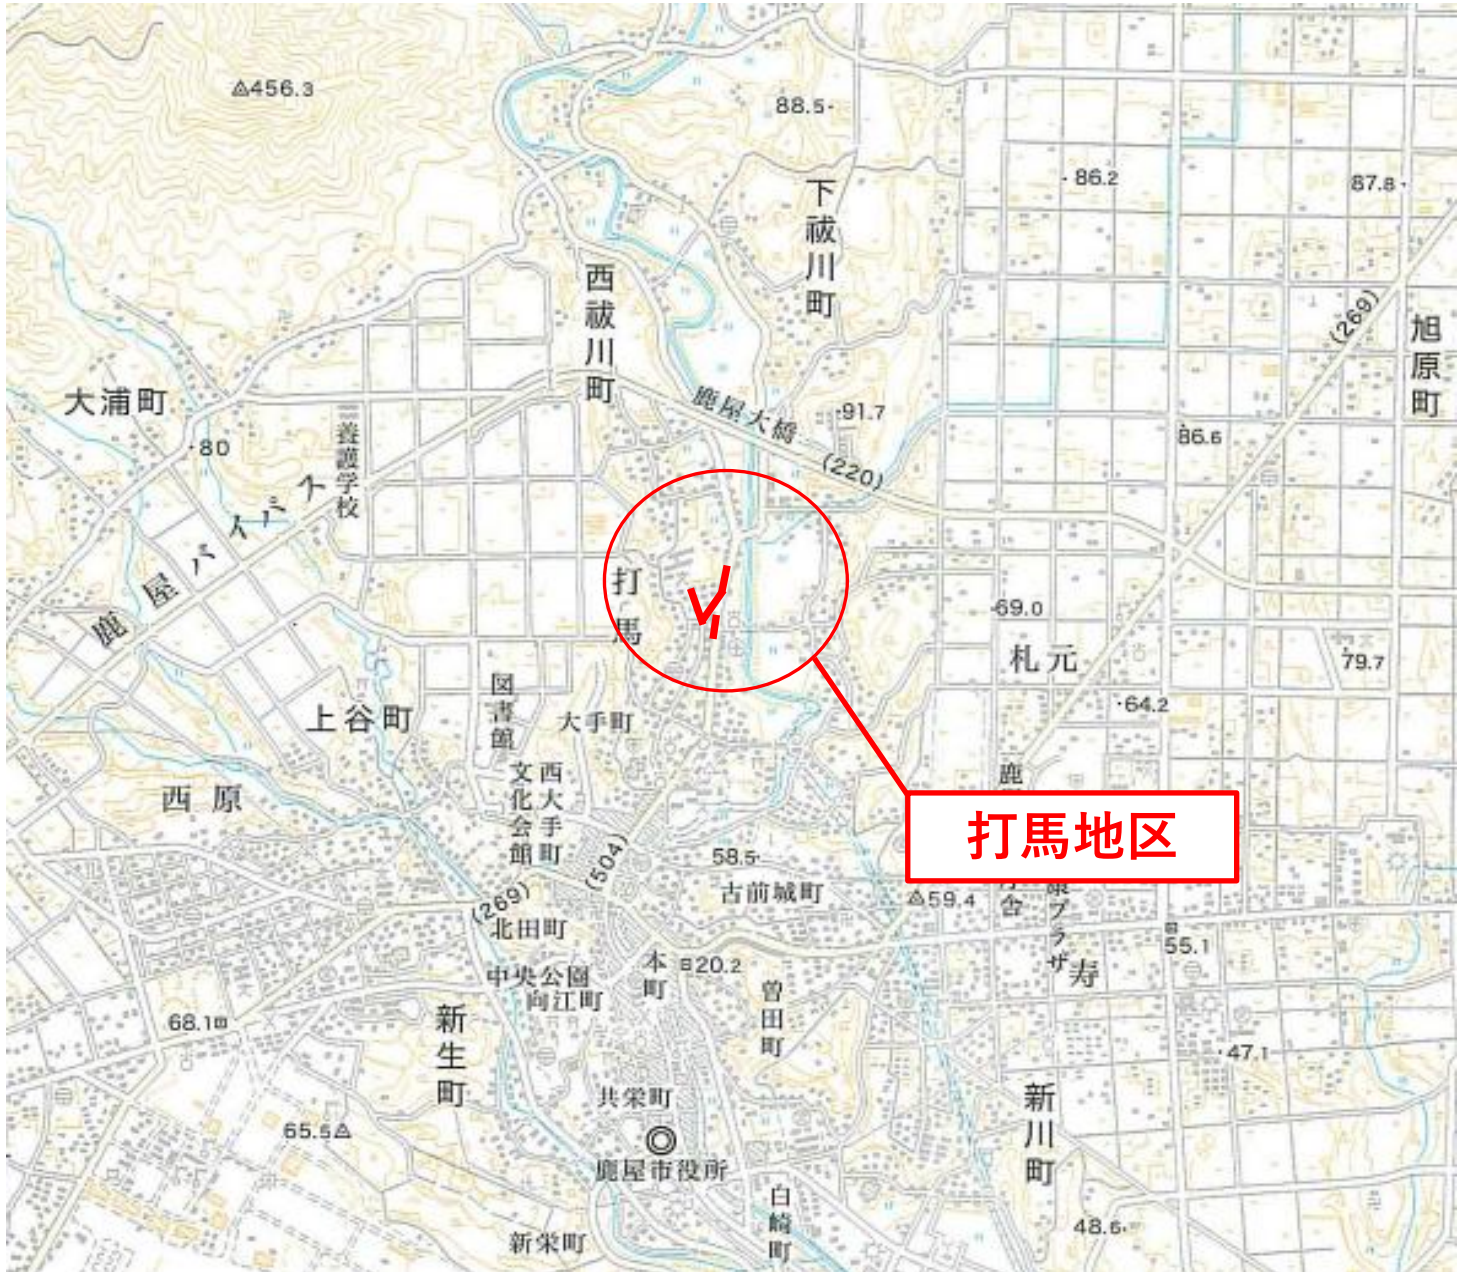 456.3
88.5
86.2
87.8
下祓川町
西祓川町
(269)
旭原町
大浦町
鹿屋大橋
91.7
86.6
80
養護学校
(220)
鹿屋バイパス
打馬
69.0
札元
79.7
図書館
上谷町
大手町
64.2
西原
文化会館
西大手町
鹿
打馬地区
(504)
58.5
古前城町
59.4
舎
プラザ
(269)
北田町
55.1
中央公園
本町
20.2
寿
向江町
曽田町
68.1
新生町
47.1
共栄町
新川町
65.5
鹿屋市役所
白崎町
48.6
新栄町